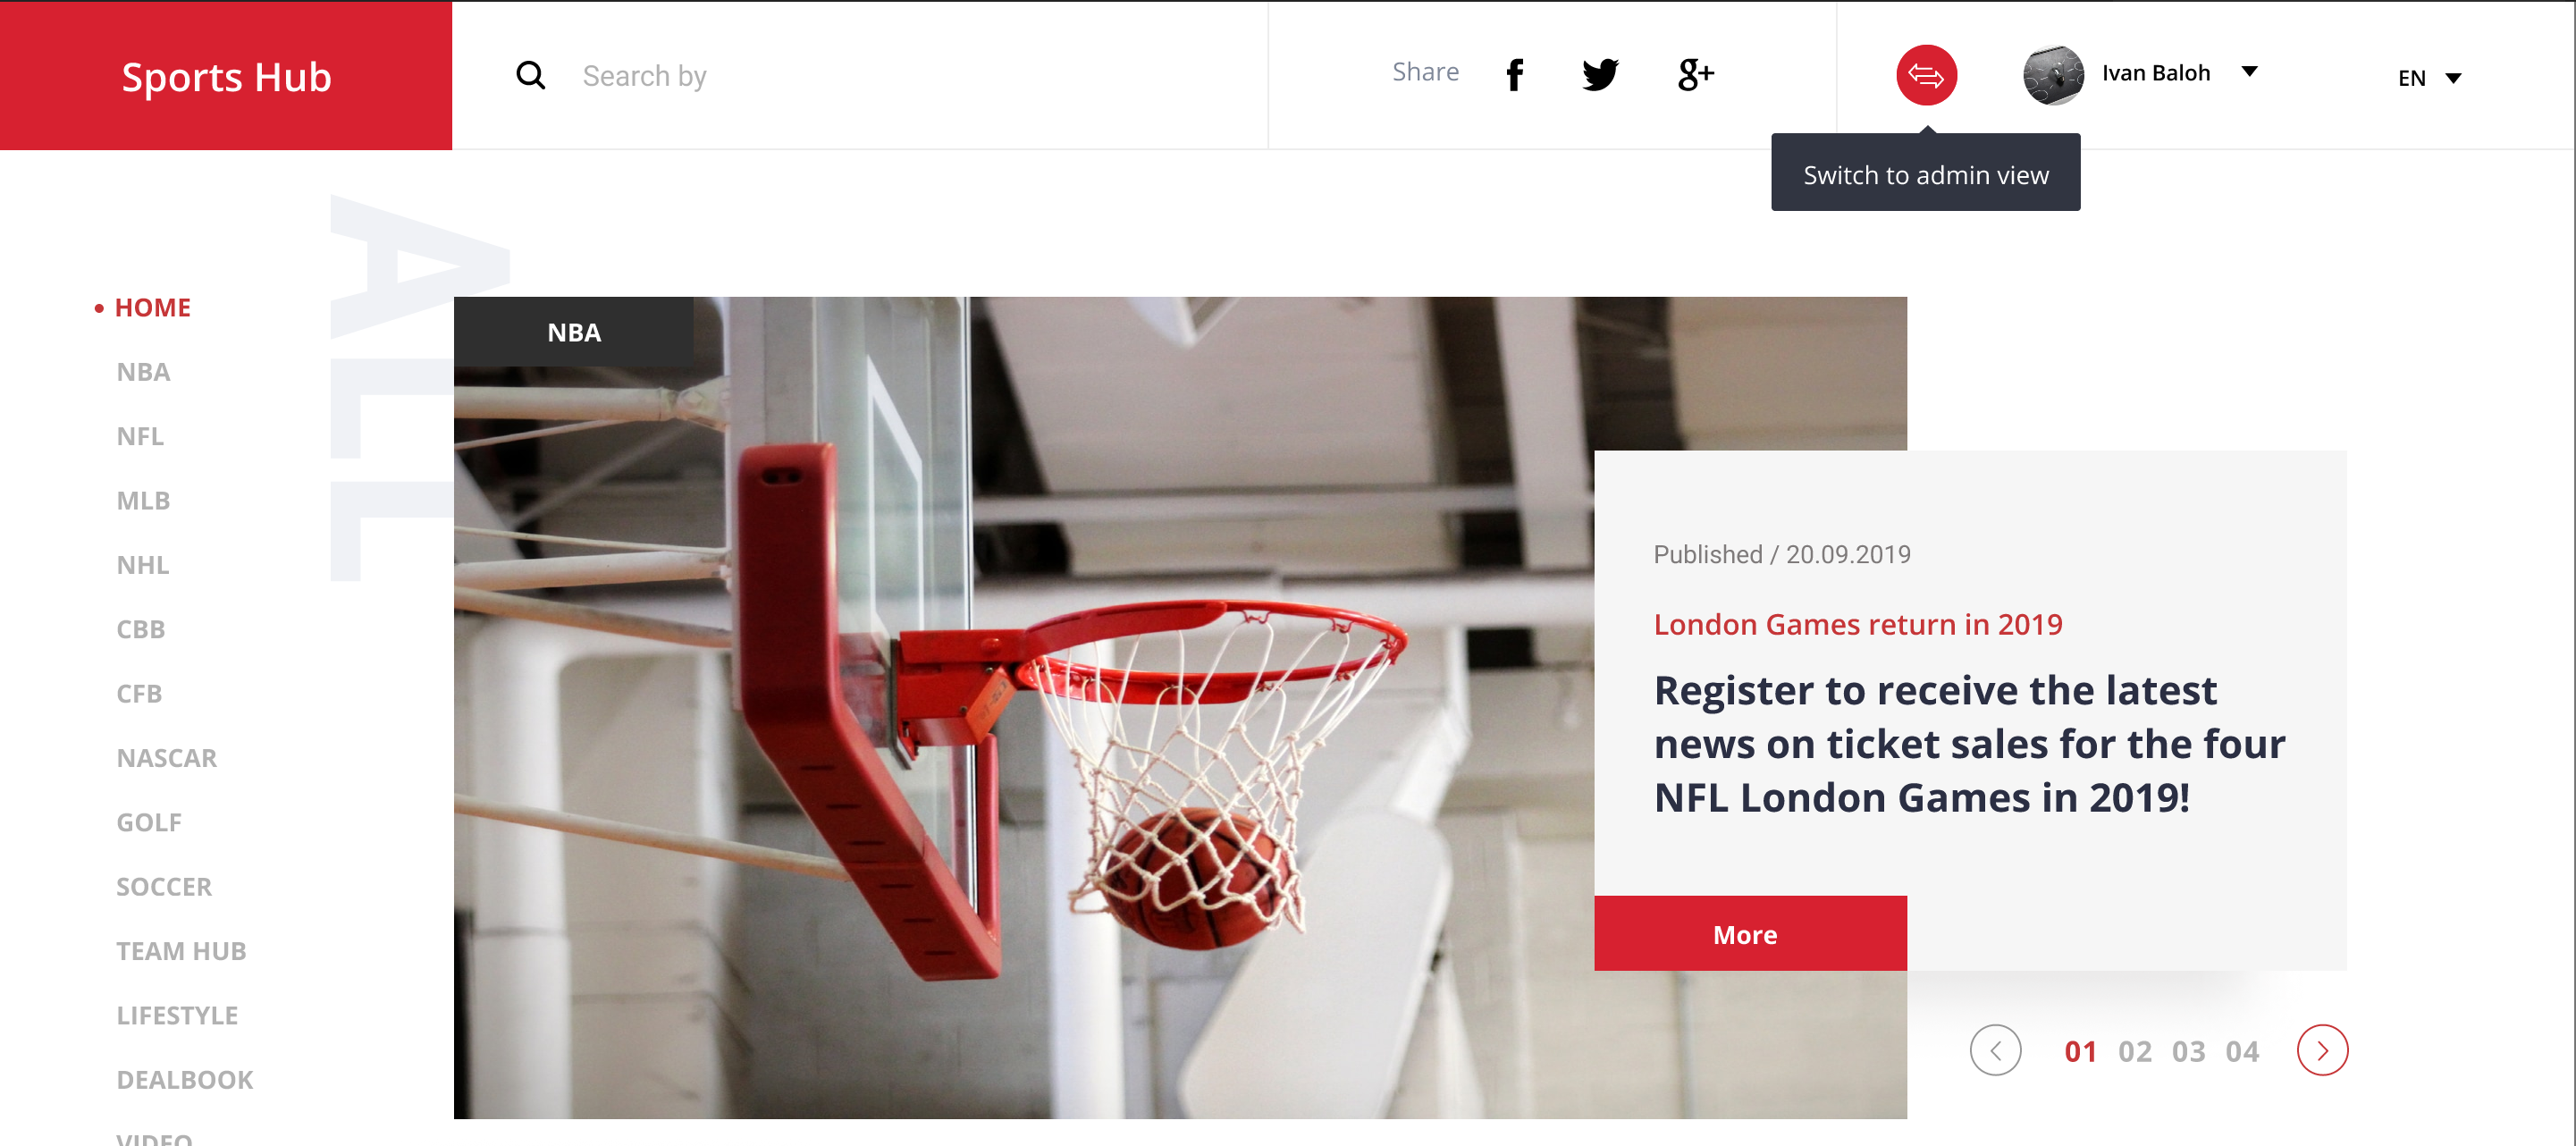 Sports Hub
Search by
Share
Ivan Baloh
EN
Switch to admin view
ALL
HOME
NBA
NFL
MLB
NHL
CBB
CFB
NASCAR
GOLF
SOCCER
TEAM HUB
LIFESTYLE
DEALBOOK
VIDEO
NBA
Published / 20.09.2019
London Games return in 2019
Register to receive the latest
news on ticket sales for the four
NFL London Games in 2019!
More
01 02 03 04